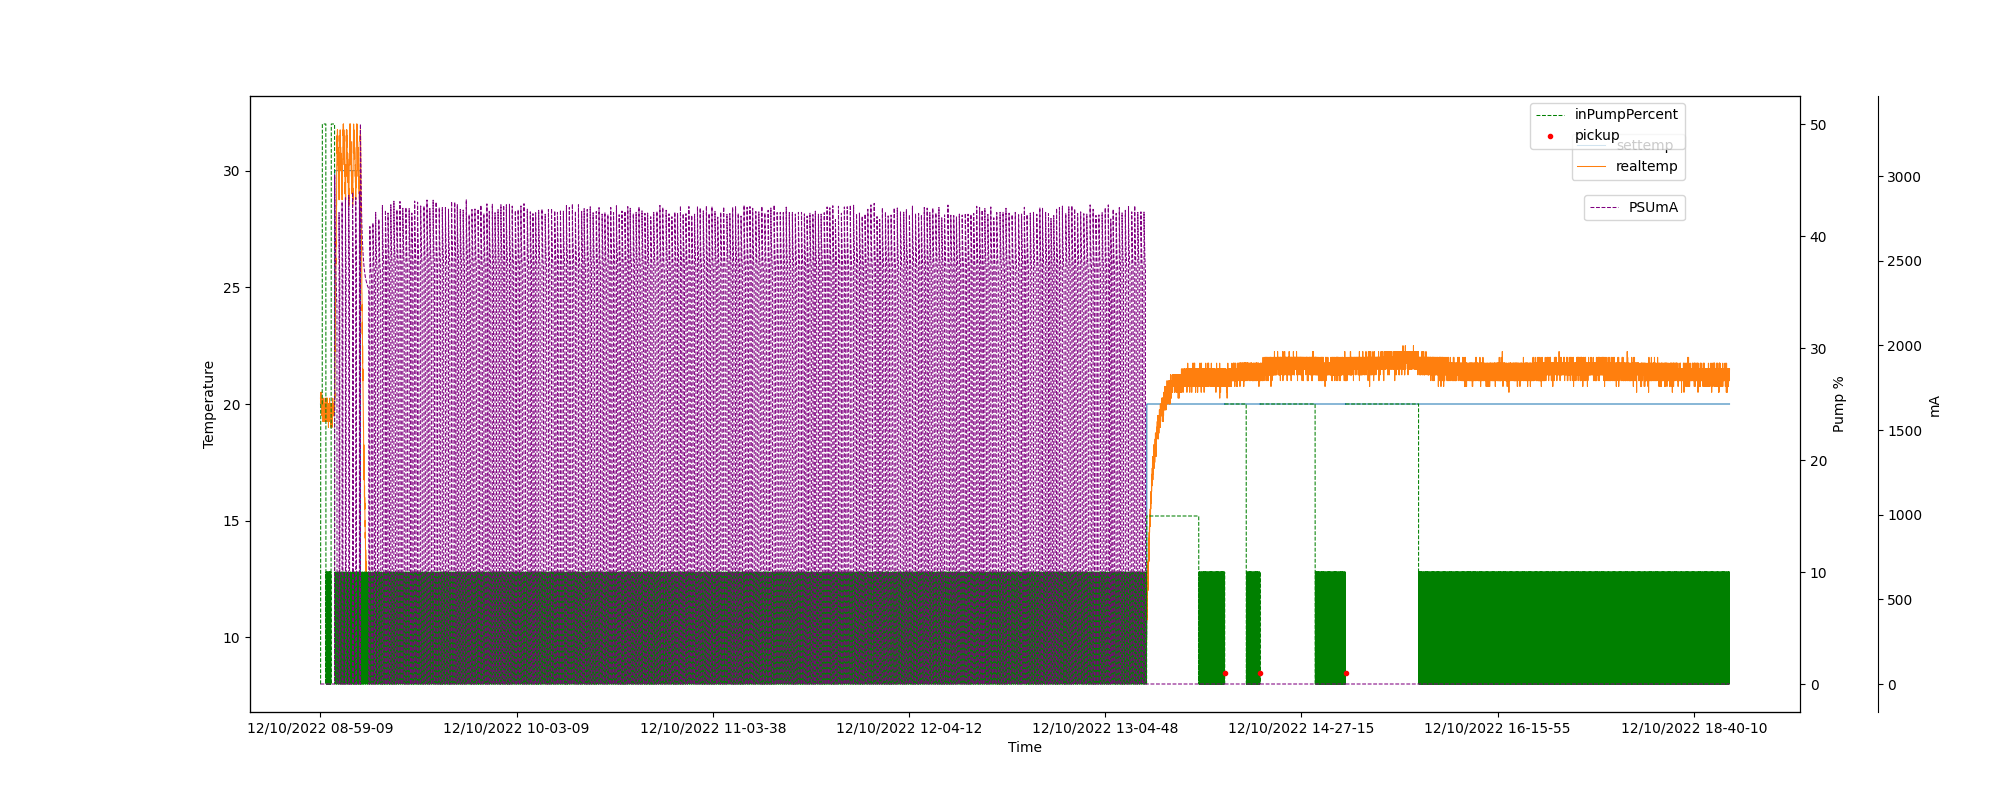 inPumpPercent
pickup
settemp
realtemp
PSUmA
30
25
20
15
10
Temperature
50
40
30
20
10
0
Pump %
3000
2500
2000
1500
1000
500
0
mA
12/10/2022 08-59-09
12/10/2022 10-03-09
12/10/2022 11-03-38
12/10/2022 12-04-12
12/10/2022 13-04-48
12/10/2022 14-27-15
12/10/2022 16-15-55
12/10/2022 18-40-10
Time